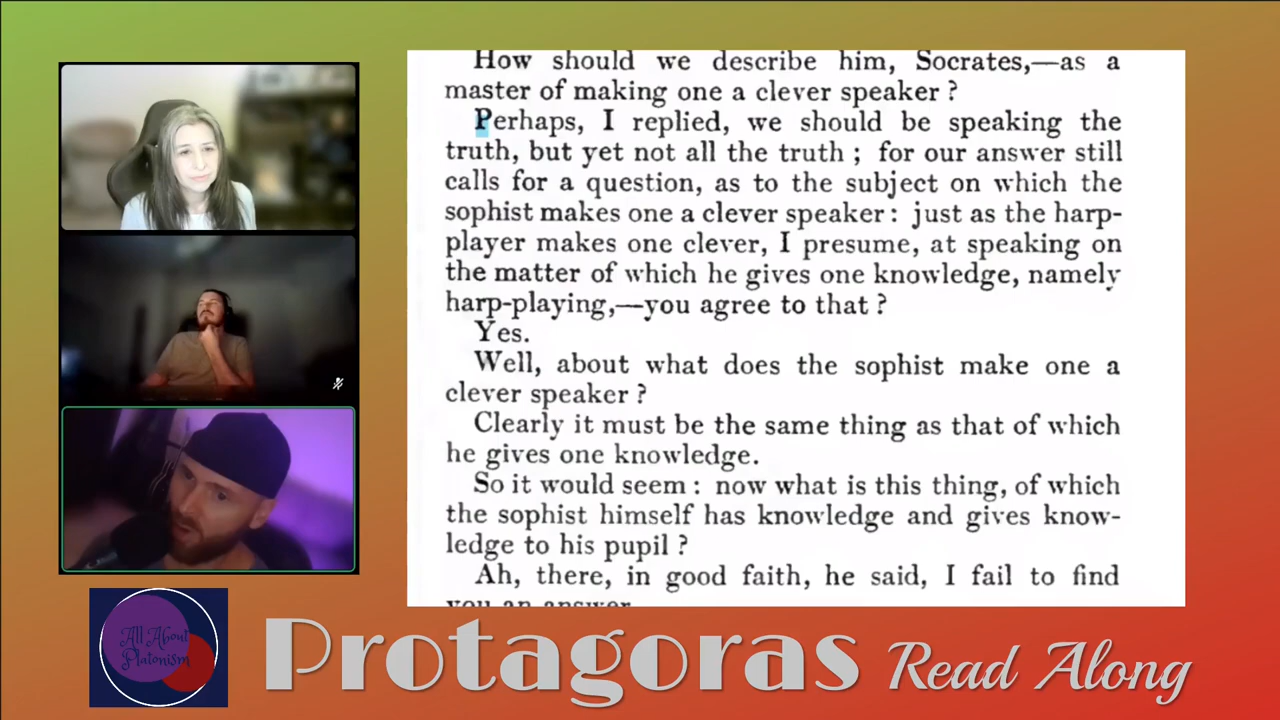 How should we describe him, Socrates,—as a
master of making one a clever speaker ?
Perhaps, I replied, we should be speaking the
truth, but yet not all the truth ; for our answer still
calls for a question, as to the subject on which the
sophist makes one a clever speaker : just as the harp-
player makes one clever, I presume, at speaking on
the matter of which he gives one knowledge, namely
harp-playing,—you agree to that ?
Yes.
Well, about what does the sophist make one a
clever speaker ?
Clearly it must be the same thing as that of which
he gives one knowledge.
So it would seem : now what is this thing, of which
the sophist himself has knowledge and gives know-
ledge to his pupil ?
Ah, there, in good faith, he said, I fail to find
you an answer.
All About
Platonism
Protagoras Read Along